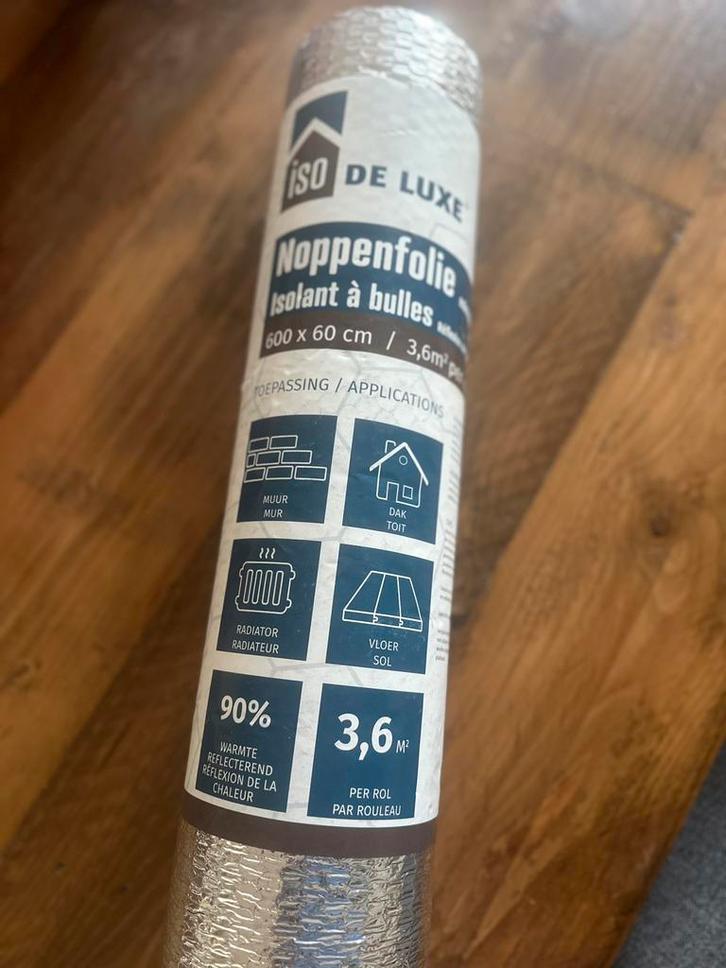 iso DE LUXE
Noppenfolie
Isolant à bulles
600 x 60 cm / 3,6m²
TOEPASSING / APPLICATIONS
MUUR
MUR
DAK
TOIT
RADIATOR
RADIATEUR
VLOER
SOL
90%
WARMTE
REFLECTEREND
RÉFLEXION DE LA
CHALEUR
3,6 M²
PER ROL
PAR ROULEAU